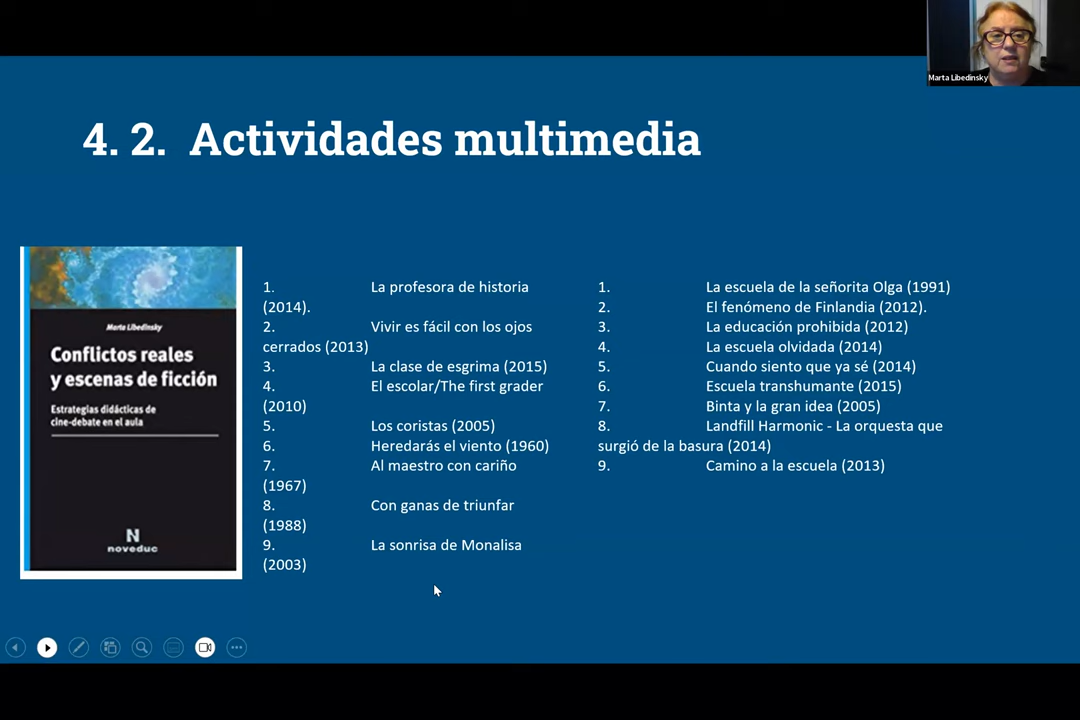 Marta Libedinsky
4. 2. Actividades multimedia
Marta Libedinsky
Conflictos reales
y escenas de ficción
Estrategias didácticas de
cine-debate en el aula
N
noveduc
1. La profesora de historia
(2014).
2. Vivir es fácil con los ojos
cerrados (2013)
3. La clase de esgrima (2015)
4. El escolar/The first grader
(2010)
5. Los coristas (2005)
6. Heredarás el viento (1960)
7. Al maestro con cariño
(1967)
8. Con ganas de triunfar
(1988)
9. La sonrisa de Monalisa
(2003)
1. La escuela de la señorita Olga (1991)
2. El fenómeno de Finlandia (2012).
3. La educación prohibida (2012)
4. La escuela olvidada (2014)
5. Cuando siento que ya sé (2014)
6. Escuela transhumante (2015)
7. Binta y la gran idea (2005)
8. Landfill Harmonic - La orquesta que
surgió de la basura (2014)
9. Camino a la escuela (2013)